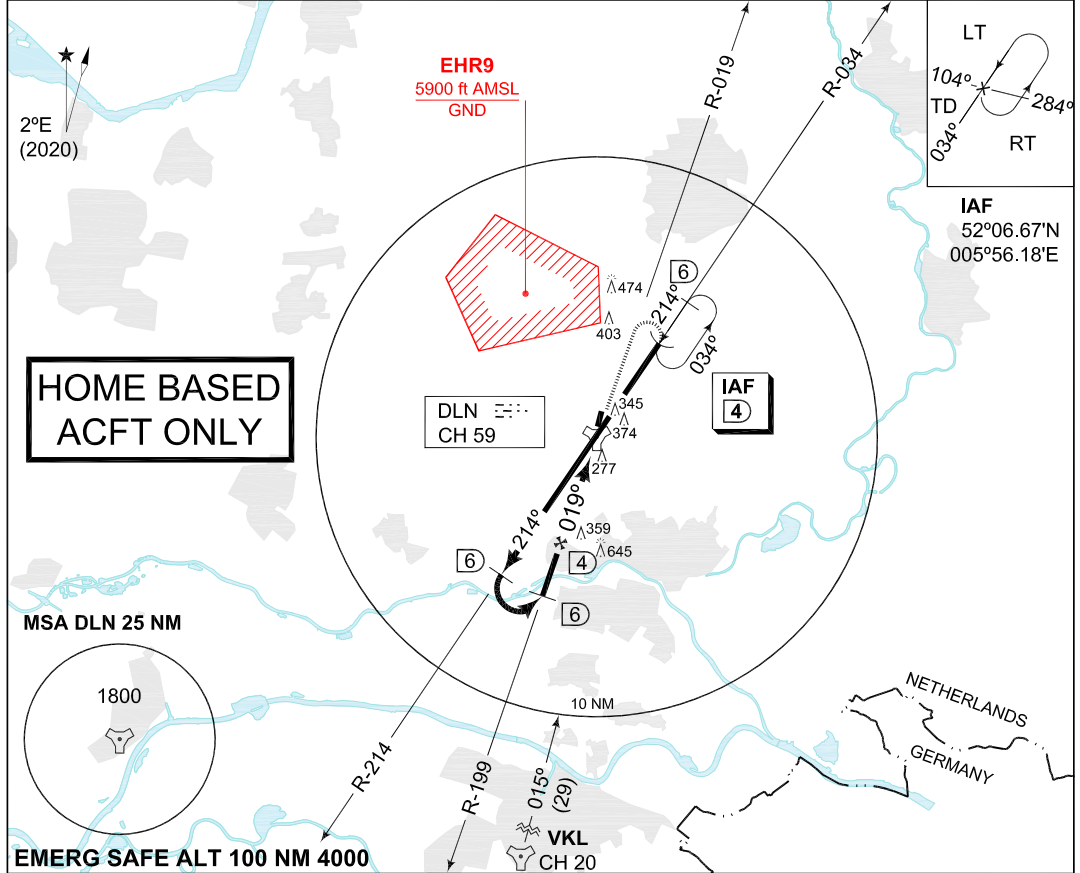 R-019
R-034
LT
104º
TD
284º
034º
RT
IAF
52º06.67'N
005º56.18'E
2ºE
(2020)
EHR9
5900 ft AMSL
GND
6
474
403
214º
034º
HOME BASED
ACFT ONLY
DLN
CH 59
345
374
277
IAF
4
019º
214º
359
645
6
4
6
MSA DLN 25 NM
1800
10 NM
NETHERLANDS
GERMANY
R-214
R-199
015º
(29)
VKL
CH 20
EMERG SAFE ALT 100 NM 4000